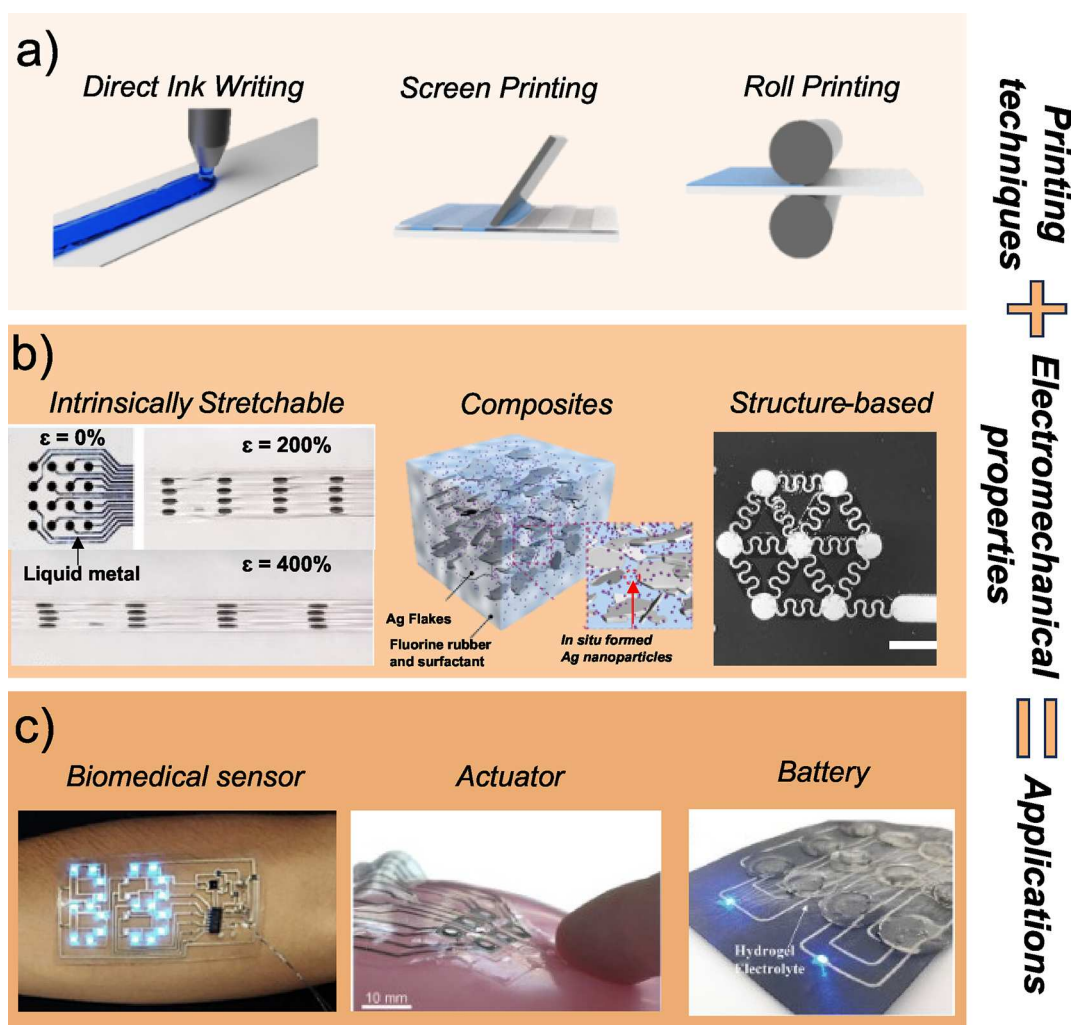 a)
Direct Ink Writing
Screen Printing
Roll Printing
Printing
techniques
b)
Intrinsically Stretchable
Composites
Structure-based
ε = 0%
ε = 200%
Liquid metal
ε = 400%
Ag Flakes
Fluorine rubber
and surfactant
In situ formed
Ag nanoparticles
Electromechanical
properties
c)
Biomedical sensor
Actuator
Battery
10 mm
Hydrogel
Electrolyte
Applications